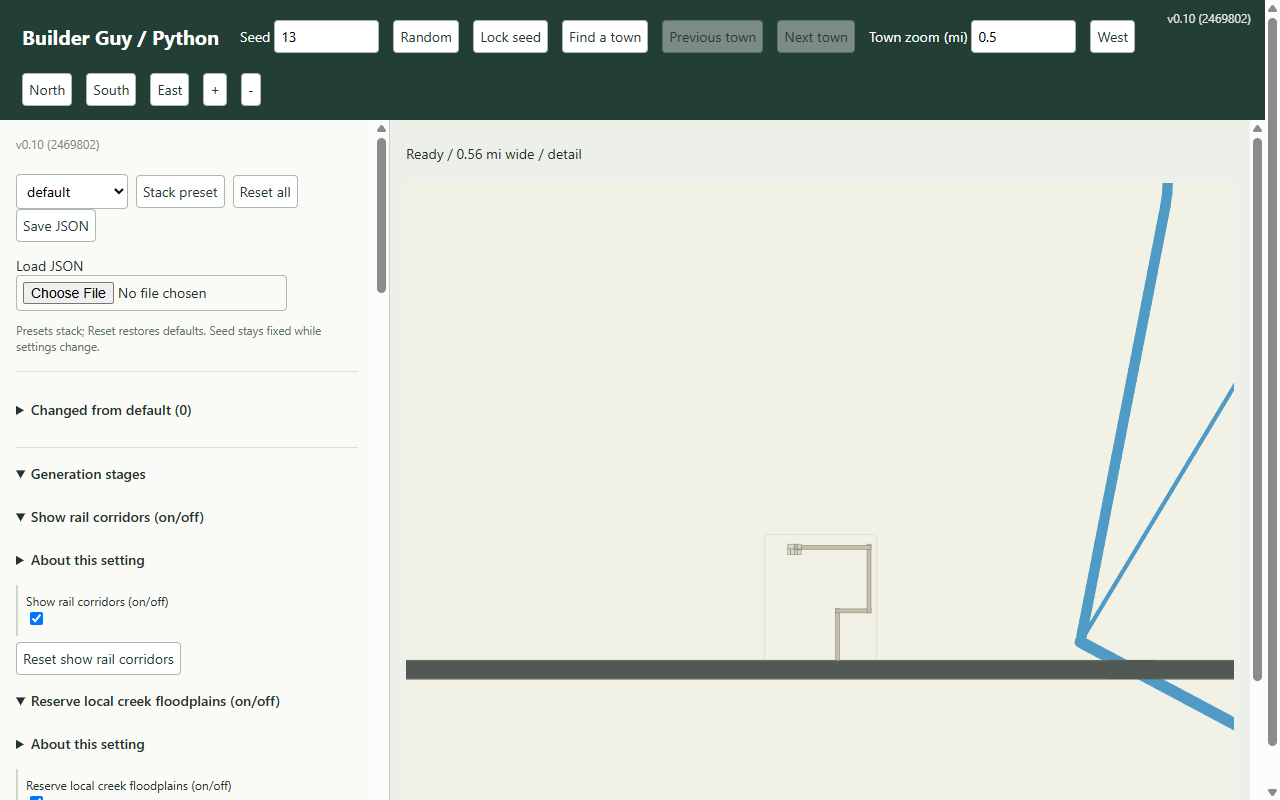 Builder Guy / Python
Seed 13 Random Lock seed Find a town Previous town Next town Town zoom (mi) 0.5 West
v0.10 (2469802)
North South East + -
v0.10 (2469802)
default Stack preset Reset all
Save JSON
Load JSON
Choose File No file chosen
Presets stack; Reset restores defaults. Seed stays fixed while
settings change.
Changed from default (0)
Generation stages
Show rail corridors (on/off)
About this setting
Show rail corridors (on/off)
Reset show rail corridors
Reserve local creek floodplains (on/off)
About this setting
Reserve local creek floodplains (on/off)
Ready / 0.56 mi wide / detail